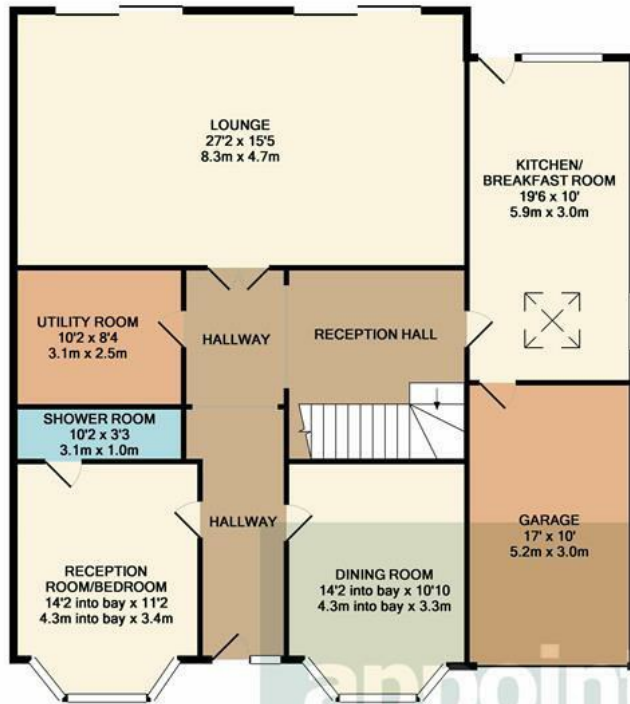 LOUNGE
27'2 x 15'5
8.3m x 4.7m
KITCHEN/
BREAKFAST ROOM
19'6 x 10'
5.9m x 3.0m
UTILITY ROOM
10'2 x 8'4
3.1m x 2.5m
HALLWAY
RECEPTION HALL
SHOWER ROOM
10'2 x 3'3
3.1m x 1.0m
HALLWAY
RECEPTION
ROOM/BEDROOM
14'2 into bay x 11'2
4.3m into bay x 3.4m
DINING ROOM
14'2 into bay x 10'10
4.3m into bay x 3.3m
GARAGE
17' x 10'
5.2m x 3.0m
appoint